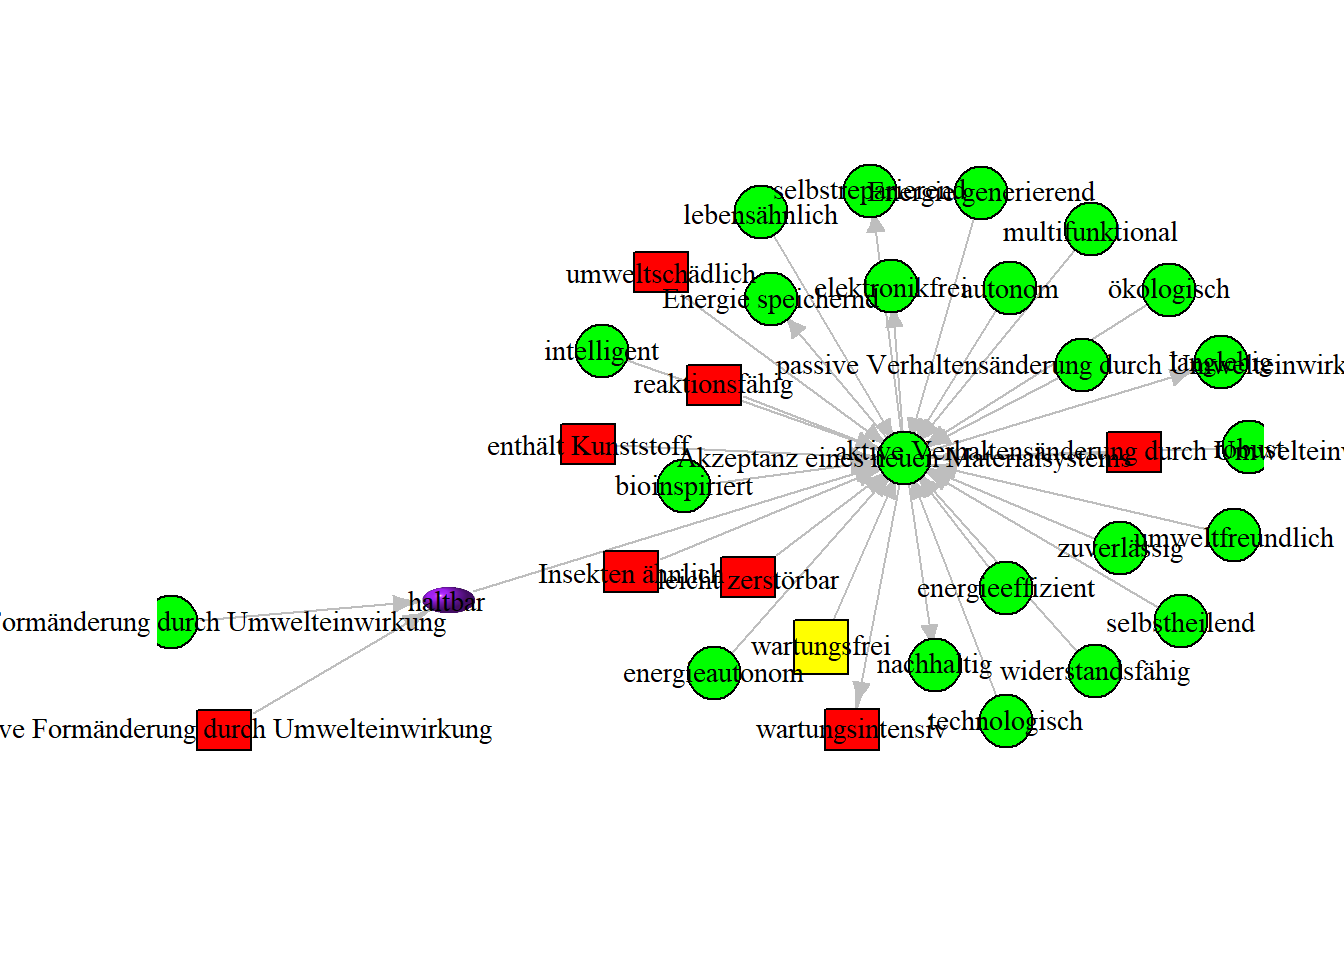 selbstreparierend
Energie generierend
lebensähnlich
multifunktional
umweltschädlich
Energie speichernd
elektronikfrei
autonom
ökologisch
intelligent
passive Verhaltensänderung durch Umwelteinwirk
langlebig
reaktionsfähig
enthält Kunststoff
Akzeptanz eines neuen Materialsystems
aktive Verhaltensänderung durch Umwelteinw
robust
bioinspiriert
umweltfreundlich
zuverlässig
Insekten ähnlich
leicht zerstörbar
energieeffizient
haltbar
Formänderung durch Umwelteinwirkung
selbstheilend
wartungsfrei
nachhaltig
widerstandsfähig
energieautonom
ve Formänderung durch Umwelteinwirkung
wartungsintensiv
technologisch